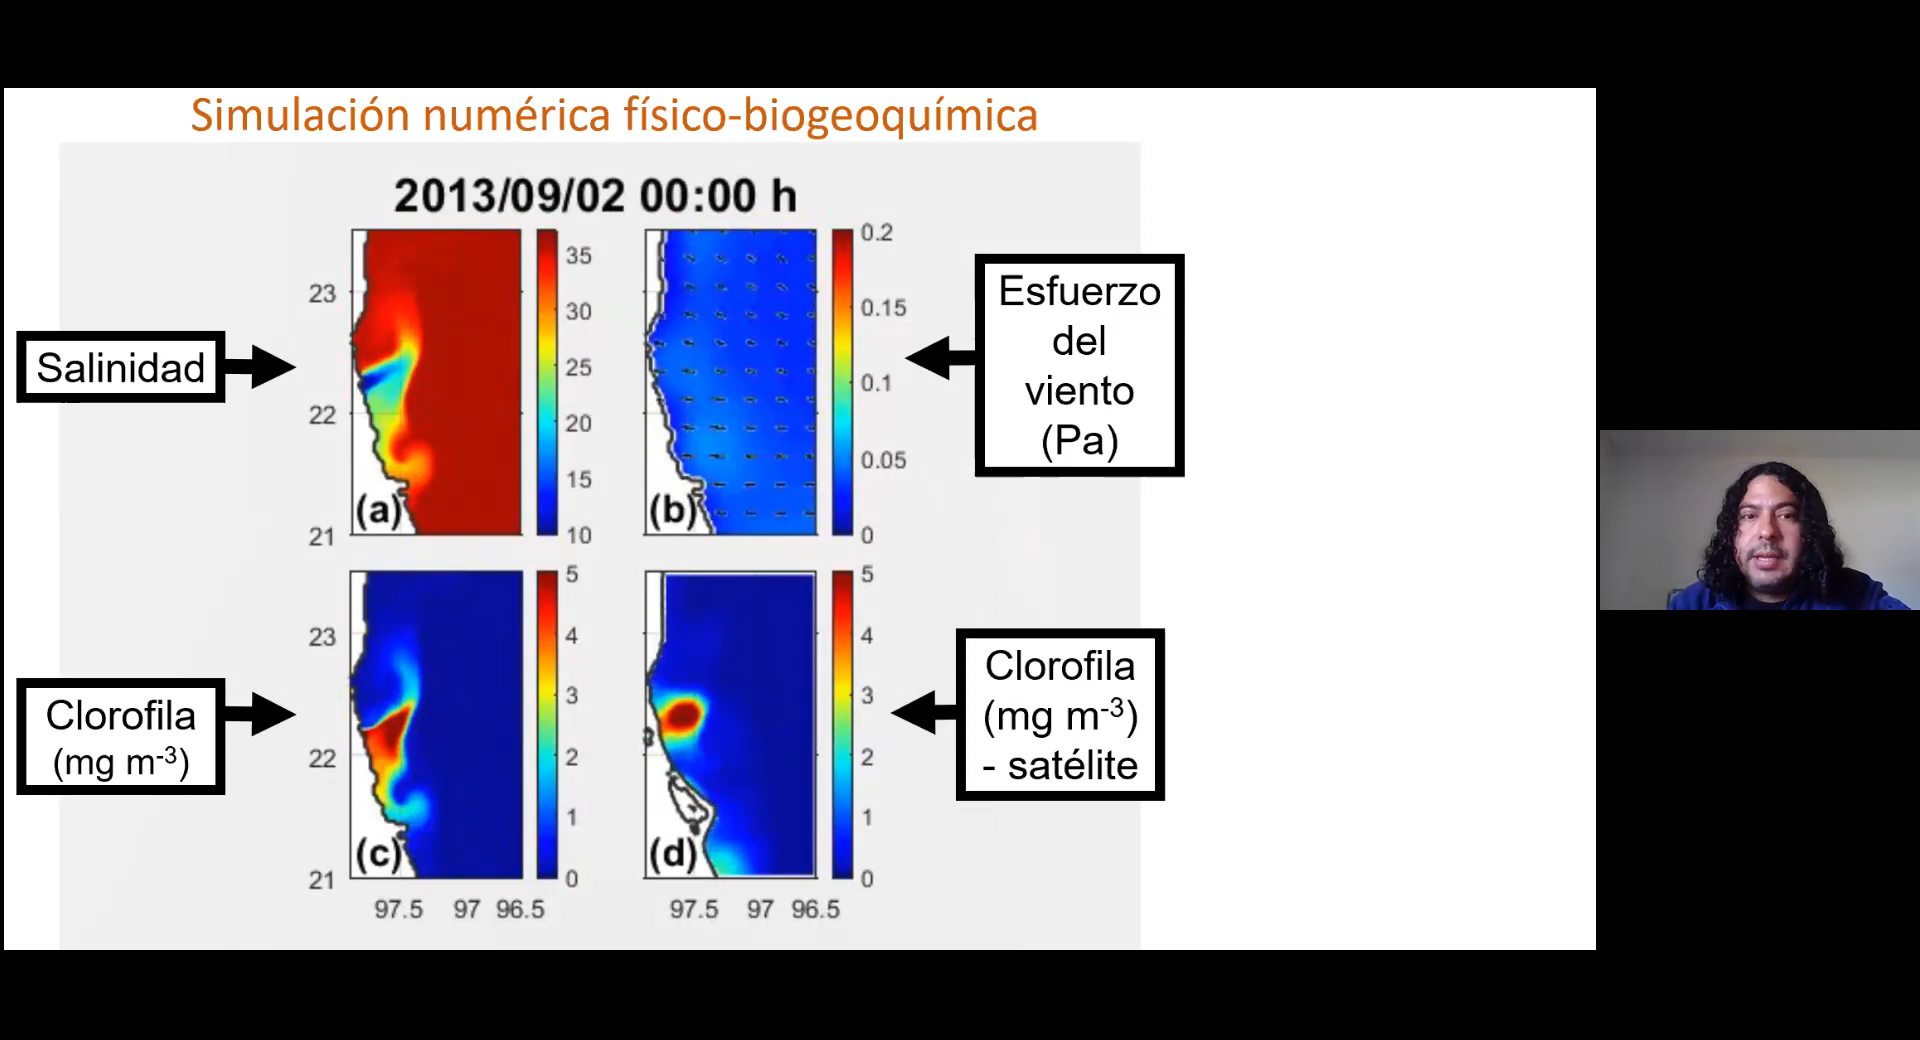 Simulación numérica físico-biogeoquímica
2013/09/02 00:00 h
Salinidad
23
22
21
(a)
35
30
25
20
15
10
(b)
0.2
0.15
0.1
0.05
0
Esfuerzo
del
viento
(Pa)
Clorofila
(mg m-3)
23
22
21
(c)
97.5 97 96.5
5
4
3
2
1
0
(d)
97.5 97 96.5
5
4
3
2
1
0
Clorofila
(mg m-3)
- satélite